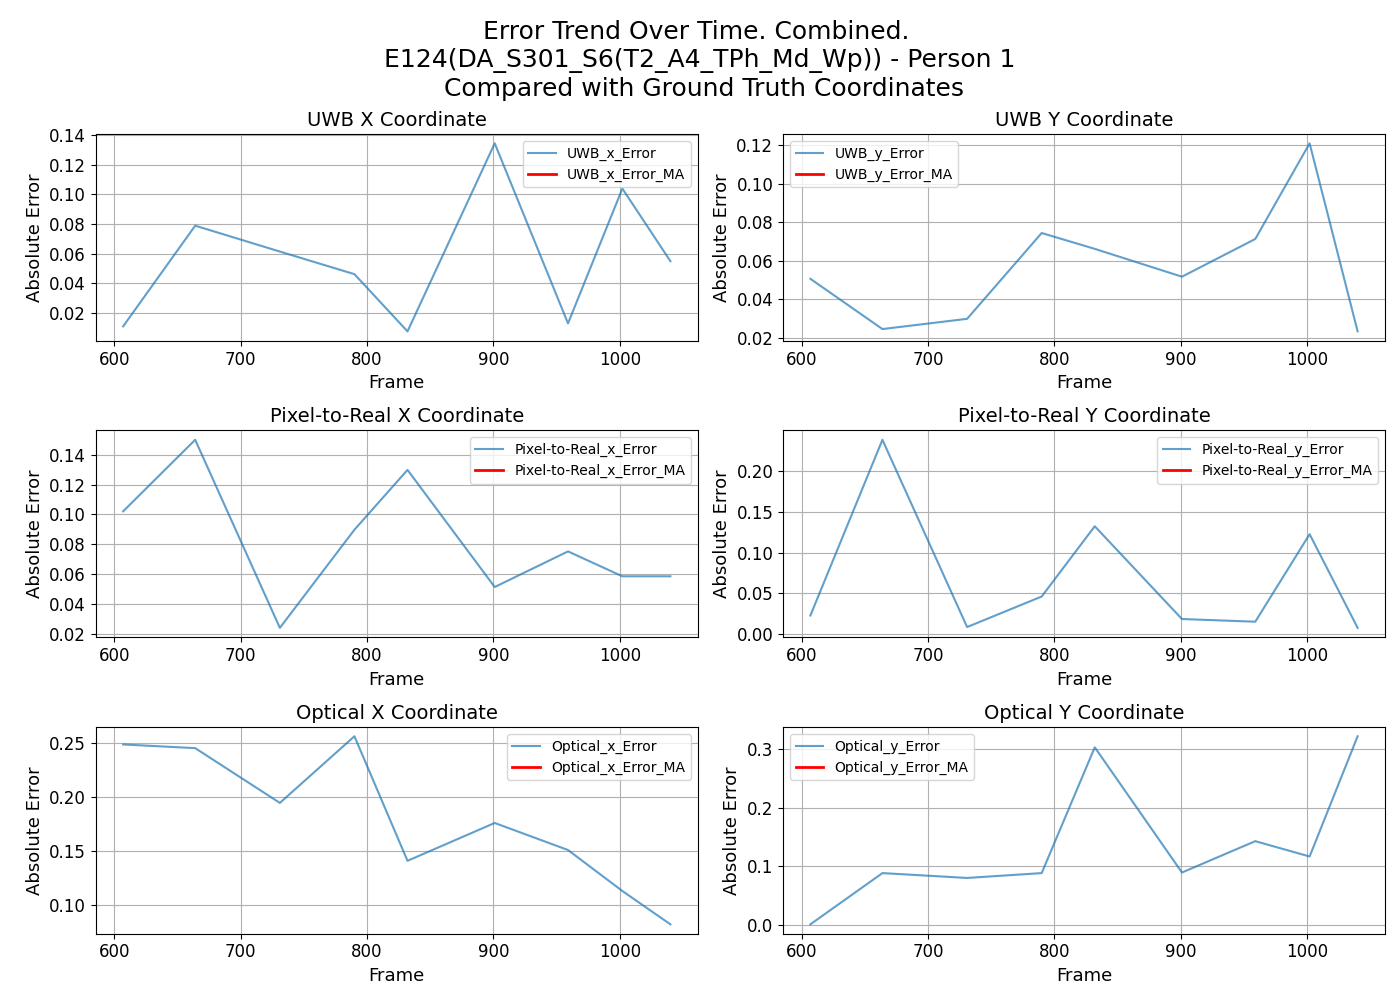 Error Trend Over Time. Combined.
E124(DA_S301_S6(T2_A4_TPh_Md_Wp)) - Person 1
Compared with Ground Truth Coordinates
UWB X Coordinate
Absolute Error
0.14
0.12
0.10
0.08
0.06
0.04
0.02
UWB_x_Error
UWB_x_Error_MA
600 700 800 900 1000
Frame
UWB Y Coordinate
Absolute Error
0.12
0.10
0.08
0.06
0.04
0.02
UWB_y_Error
UWB_y_Error_MA
600 700 800 900 1000
Frame
Pixel-to-Real X Coordinate
Absolute Error
0.14
0.12
0.10
0.08
0.06
0.04
0.02
Pixel-to-Real_x_Error
Pixel-to-Real_x_Error_MA
600 700 800 900 1000
Frame
Pixel-to-Real Y Coordinate
Absolute Error
0.20
0.15
0.10
0.05
0.00
Pixel-to-Real_y_Error
Pixel-to-Real_y_Error_MA
600 700 800 900 1000
Frame
Optical X Coordinate
Absolute Error
0.25
0.20
0.15
0.10
Optical_x_Error
Optical_x_Error_MA
600 700 800 900 1000
Frame
Optical Y Coordinate
Absolute Error
0.3
0.2
0.1
0.0
Optical_y_Error
Optical_y_Error_MA
600 700 800 900 1000
Frame